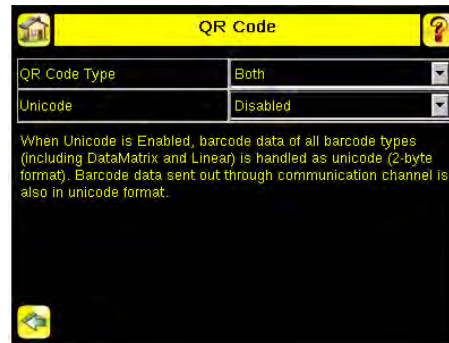 QR Code
QR Code Type Both
Unicode Disabled
When Unicode is Enabled, barcode data of all barcode types
(including DataMatrix and Linear) is handled as unicode (2-byte
format). Barcode data sent out through communication channel is
also in unicode format.